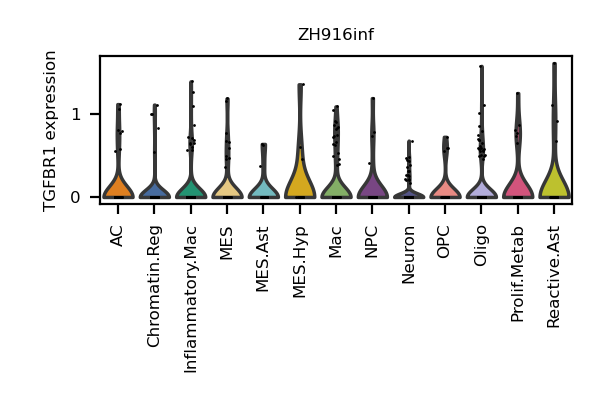 ZH916inf
TGFBR1 expression
1
0
AC
Chromatin.Reg
Inflammatory.Mac
MES
MES.Ast
MES.Hyp
Mac
NPC
Neuron
OPC
Oligo
Prolif.Metab
Reactive.Ast